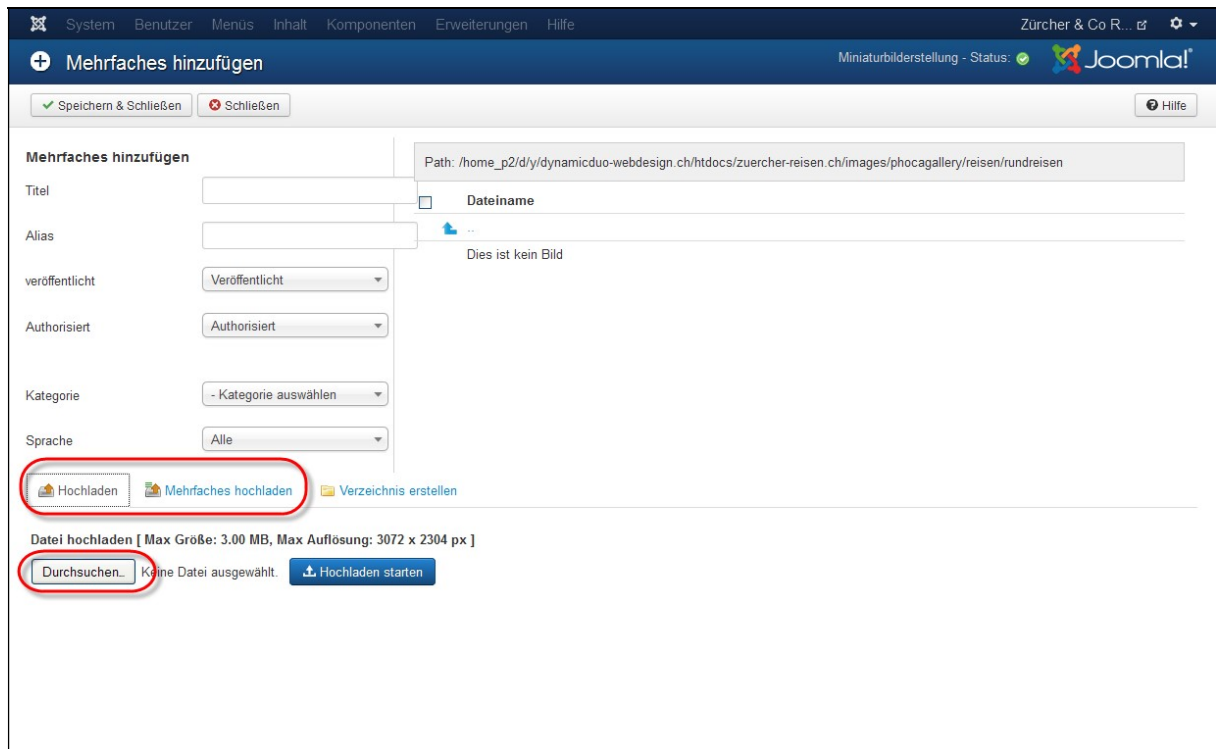 System Benutzer Menüs Inhalt Komponenten Erweiterungen Hilfe Zürcher & Co R...
Mehrfaches hinzufügen Miniaturbilderstellung - Status: Joomla!
Speichern & Schließen Schließen Hilfe
Mehrfaches hinzufügen
Path: /home_p2/d/y/dynamicduo-webdesign.ch/htdocs/zuercher-reisen.ch/images/phocagallery/reisen/rundreisen
Titel
Dateiname
Alias
..
Dies ist kein Bild
veröffentlicht Veröffentlicht
Authorisiert Authorisiert
Kategorie - Kategorie auswählen
Sprache Alle
Hochladen Mehrfaches hochladen Verzeichnis erstellen
Datei hochladen [ Max Größe: 3.00 MB, Max Auflösung: 3072 x 2304 px ]
Durchsuchen... Keine Datei ausgewählt. Hochladen starten